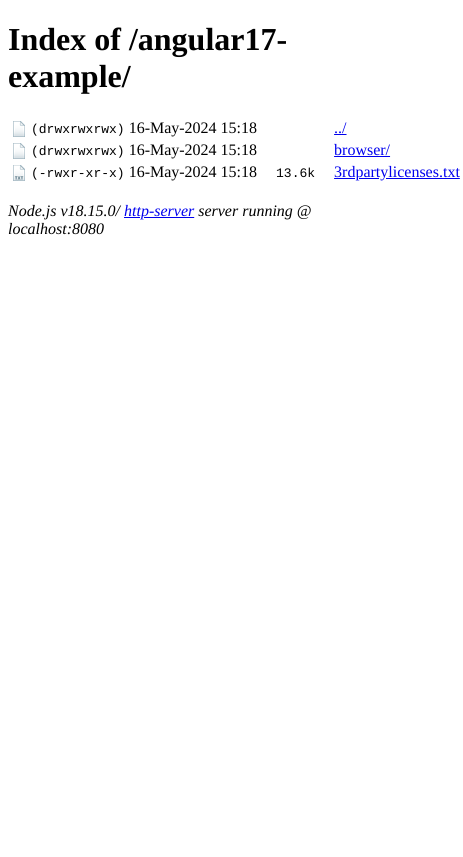 Index of /angular17-
example/
(drwxrwxrwx) 16-May-2024 15:18 ../
(drwxrwxrwx) 16-May-2024 15:18 browser/
(-rwxr-xr-x) 16-May-2024 15:18 13.6k 3rdpartylicenses.txt
Node.js v18.15.0/ http-server server running @
localhost:8080